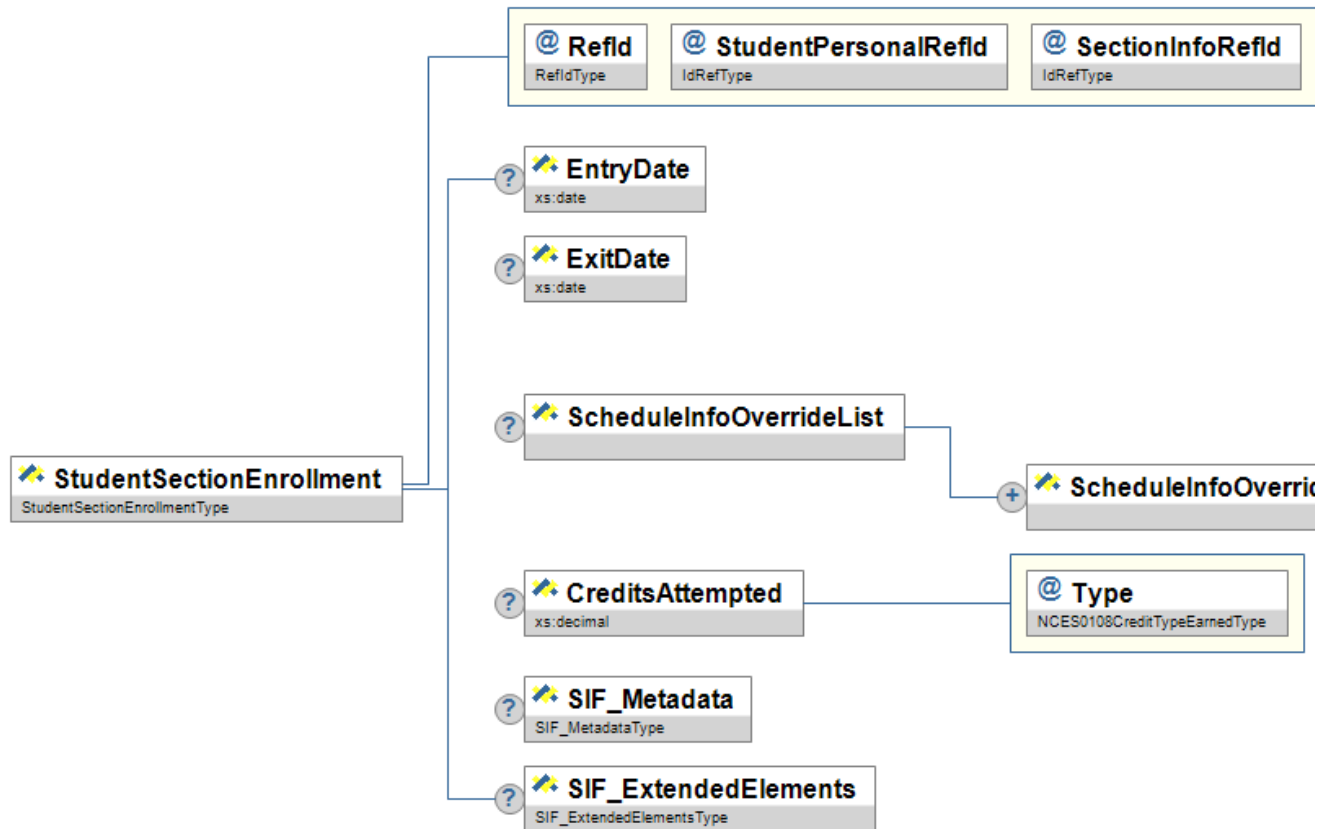 @ RefId
RefIdType
@ StudentPersonalRefId
IdRefType
@ SectionInfoRefId
IdRefType
? EntryDate
xs:date
? ExitDate
xs:date
? ScheduleInfoOverrideList
StudentSectionEnrollment
StudentSectionEnrollmentType
+ ScheduleInfoOverrid
? CreditsAttempted
xs:decimal
@ Type
NCES0108CreditTypeEarnedType
? SIF_Metadata
SIF_MetadataType
? SIF_ExtendedElements
SIF_ExtendedElementsType